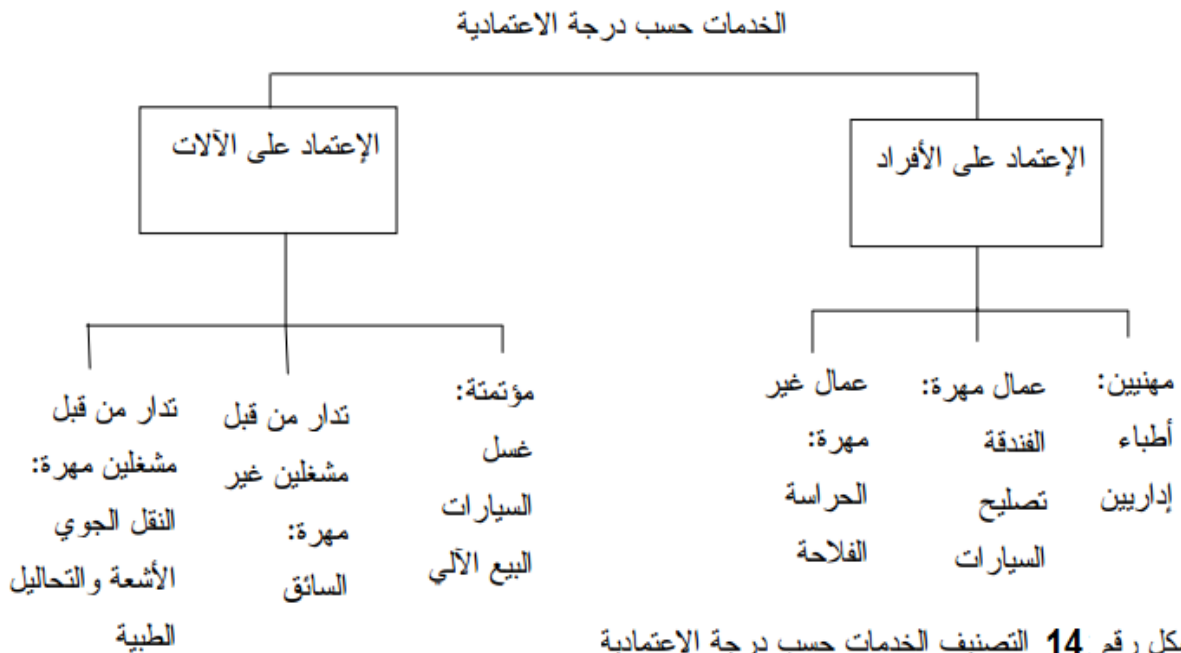 الخدمات حسب درجة الاعتمادية
الإعتماد على الأفراد
الإعتماد على الآلات
مهنيين:
أطباء
إداريين
عمال مهرة:
الفندقة
تصليح
السيارات
عمال غير
مهرة:
الحراسة
الفلاحة
مؤتمتة:
غسل
السيارات
البيع الآلي
تدار من قبل
مشغلين غير
مهرة:
السائق
تدار من قبل
مشغلين مهرة:
النقل الجوي
الأشعة والتحاليل
الطبية
رقم 14 التصنيف الخدمات حسب درجة الاعتمادية